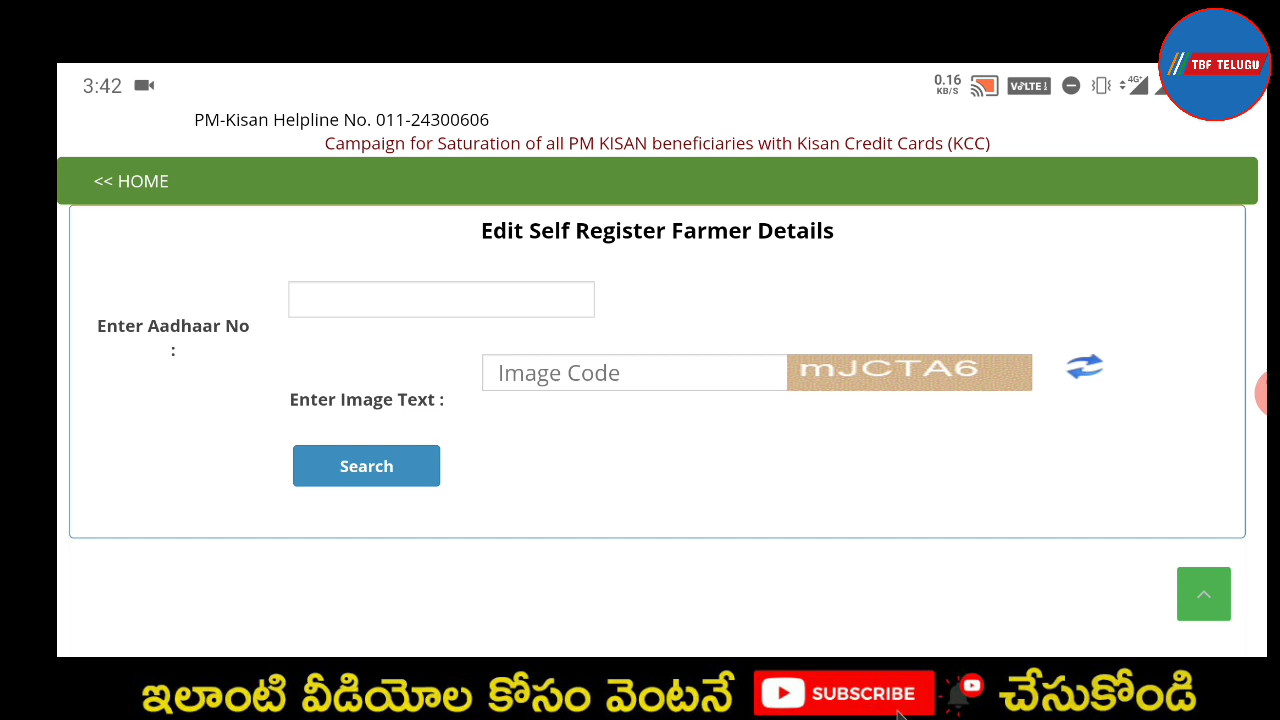 TBF TELUGU
3:42
0.16
KB/S
VoLTE
4G+
PM-Kisan Helpline No. 011-24300606
Campaign for Saturation of all PM KISAN beneficiaries with Kisan Credit Cards (KCC)
<< HOME
Edit Self Register Farmer Details
Enter Aadhaar No
:
Image Code mJCTA6
Enter Image Text :
Search
ఇలాంటి వీడియోల కోసం వెంటనే SUBSCRIBE చేసుకోండి